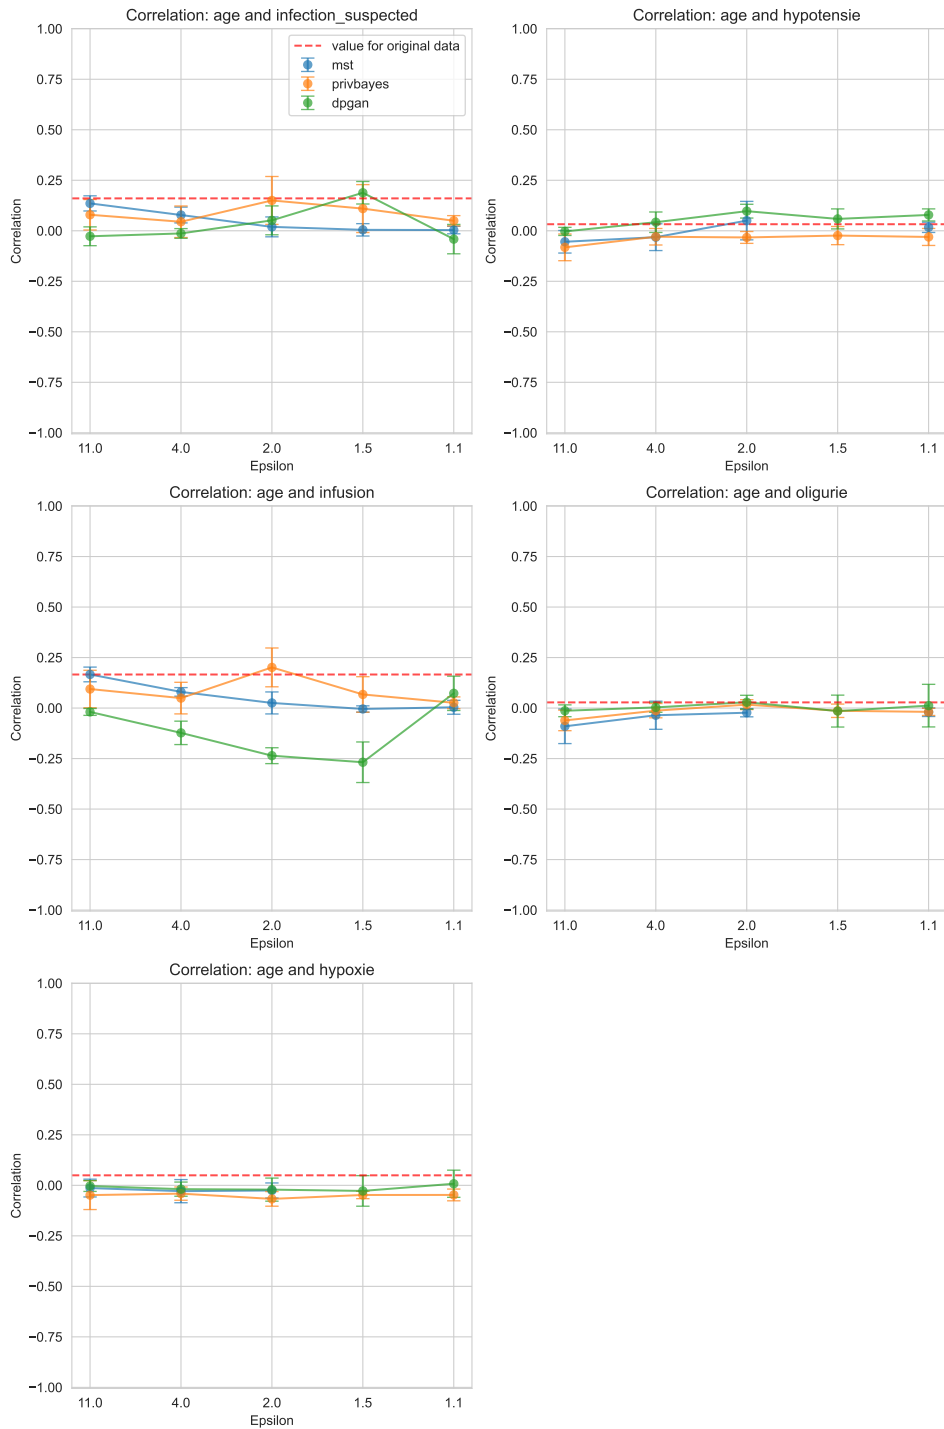 Correlation: age and infection_suspected
1.00
0.75
0.50
0.25
0.00
−0.25
−0.50
−0.75
−1.00
Correlation
value for original data
mst
privbayes
dpgan
11.0 4.0 2.0 1.5 1.1
Epsilon
Correlation: age and hypotensie
1.00
0.75
0.50
0.25
0.00
−0.25
−0.50
−0.75
−1.00
Correlation
11.0 4.0 2.0 1.5 1.1
Epsilon
Correlation: age and infusion
1.00
0.75
0.50
0.25
0.00
−0.25
−0.50
−0.75
−1.00
Correlation
11.0 4.0 2.0 1.5 1.1
Epsilon
Correlation: age and oligurie
1.00
0.75
0.50
0.25
0.00
−0.25
−0.50
−0.75
−1.00
Correlation
11.0 4.0 2.0 1.5 1.1
Epsilon
Correlation: age and hypoxie
1.00
0.75
0.50
0.25
0.00
−0.25
−0.50
−0.75
−1.00
Correlation
11.0 4.0 2.0 1.5 1.1
Epsilon